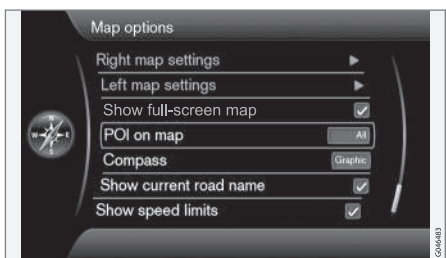 Map options
Right map settings
Left map settings
Show full-screen map
POI on map All
Compass Graphic
Show current road name
Show speed limits
N
W E
S
G046483